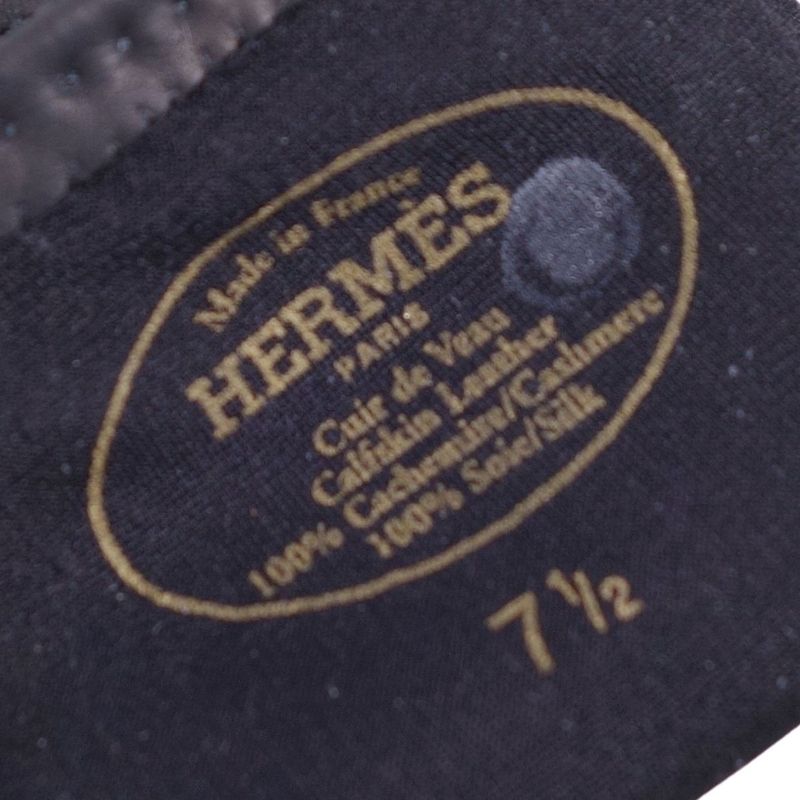 Made in France
HERMÈS
PARIS
Cuir de Veau
Calfskin Leather
100% Cachemire/Cashmere
100% Soie/Silk
7 1/2